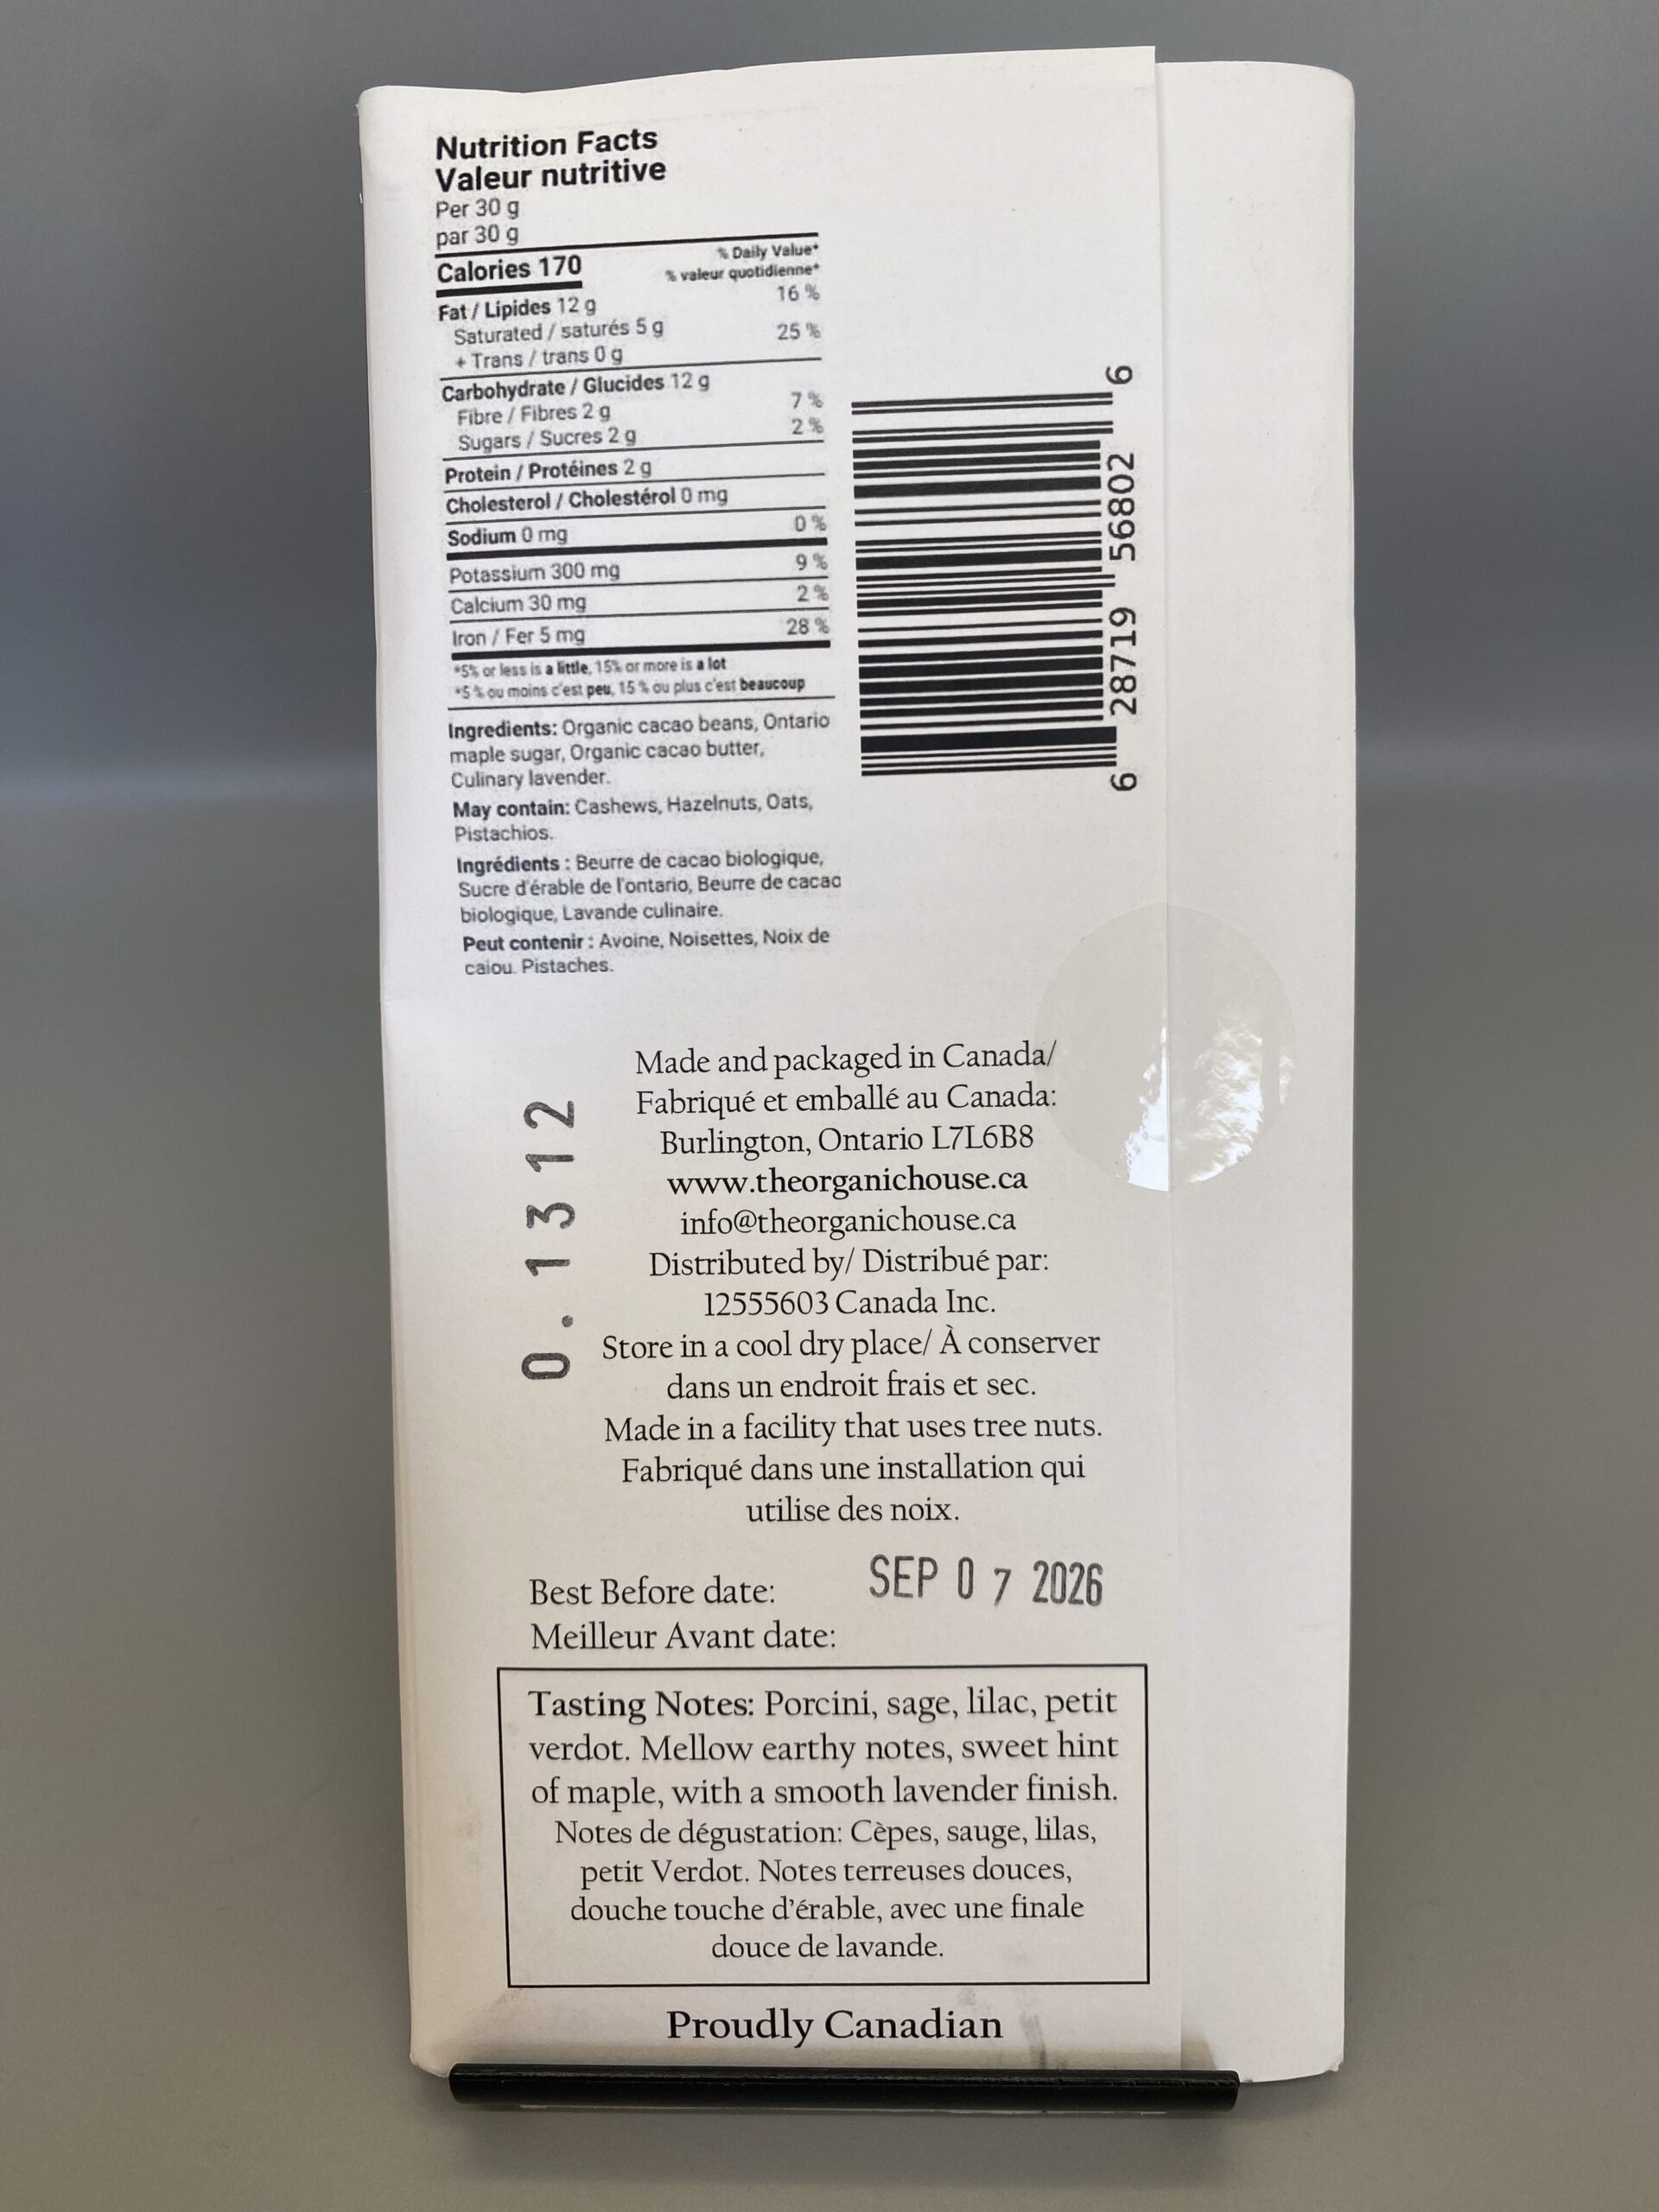 Nutrition Facts
Valeur nutritive
Per 30 g
par 30 g
Calories 170
% Daily Value*
% valeur quotidienne*
Fat / Lipides 12 g 16 %
Saturated / saturés 5 g 25 %
+ Trans / trans 0 g
Carbohydrate / Glucides 12 g
Fibre / Fibres 2 g 7 %
Sugars / Sucres 2 g 2 %
Protein / Protéines 2 g
Cholesterol / Cholestérol 0 mg
Sodium 0 mg 0 %
Potassium 300 mg 9 %
Calcium 30 mg 2 %
Iron / Fer 5 mg 28 %
*5% or less is a little, 15% or more is a lot
*5 % ou moins c'est peu, 15 % ou plus c'est beaucoup
Ingredients: Organic cacao beans, Ontario
maple sugar, Organic cacao butter,
Culinary lavender.
May contain: Cashews, Hazelnuts, Oats,
Pistachios.
Ingrédients : Beurre de cacao biologique,
Sucre d'érable de l'ontario, Beurre de cacao
biologique, Lavande culinaire.
Peut contenir : Avoine, Noisettes, Noix de
cajou, Pistaches.
6 28719 56802 6
0.1312
Made and packaged in Canada/
Fabriqué et emballé au Canada:
Burlington, Ontario L7L6B8
www.theorganichouse.ca
info@theorganichouse.ca
Distributed by/ Distribué par:
12555603 Canada Inc.
Store in a cool dry place/ À conserver
dans un endroit frais et sec.
Made in a facility that uses tree nuts.
Fabriqué dans une installation qui
utilise des noix.
Best Before date: SEP 07 2026
Meilleur Avant date:
Tasting Notes: Porcini, sage, lilac, petit
verdot. Mellow earthy notes, sweet hint
of maple, with a smooth lavender finish.
Notes de dégustation: Cèpes, sauge, lilas,
petit Verdot. Notes terreuses douces,
douche touche d'érable, avec une finale
douce de lavande.
Proudly Canadian